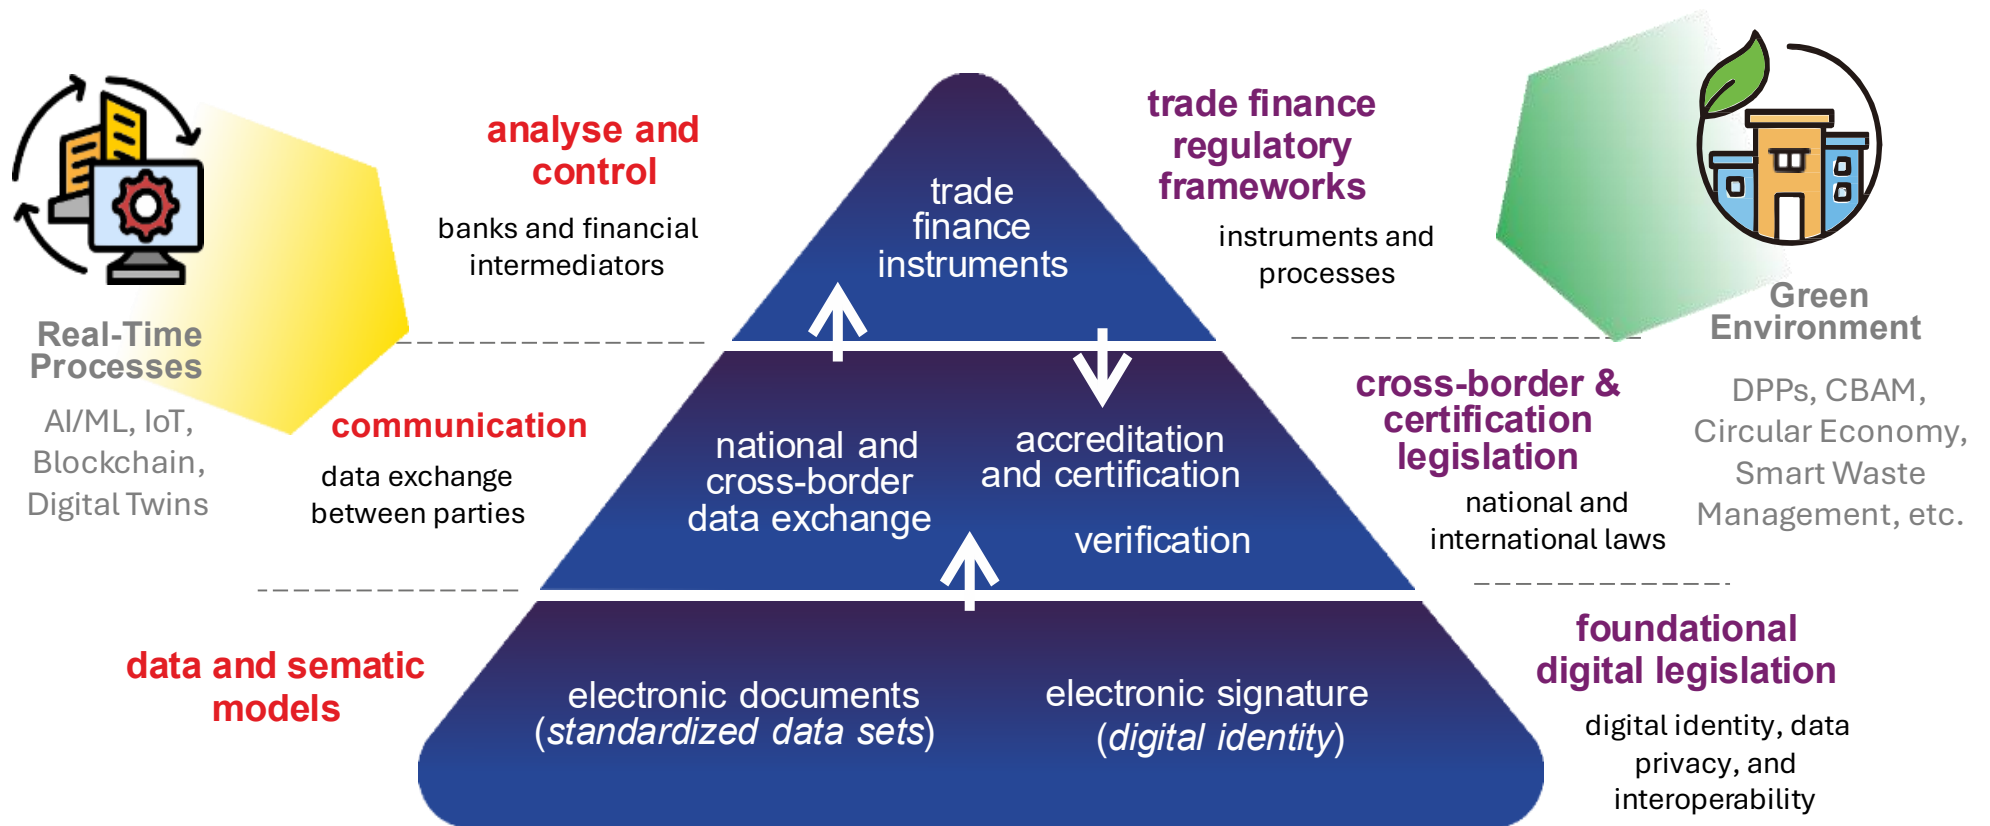 analyse and
control
banks and financial
intermediators
trade
finance
instruments
trade finance
regulatory
frameworks
instruments and
processes
Real-Time
Processes
AI/ML, IoT,
Blockchain,
Digital Twins
Green
Environment
DPPs, CBAM,
Circular Economy,
Smart Waste
Management, etc.
communication
data exchange
between parties
national and
cross-border
data exchange
accreditation
and certification
verification
cross-border &
certification
legislation
national and
international laws
data and sematic
models
electronic documents
(standardized data sets)
electronic signature
(digital identity)
foundational
digital legislation
digital identity, data
privacy, and
interoperability